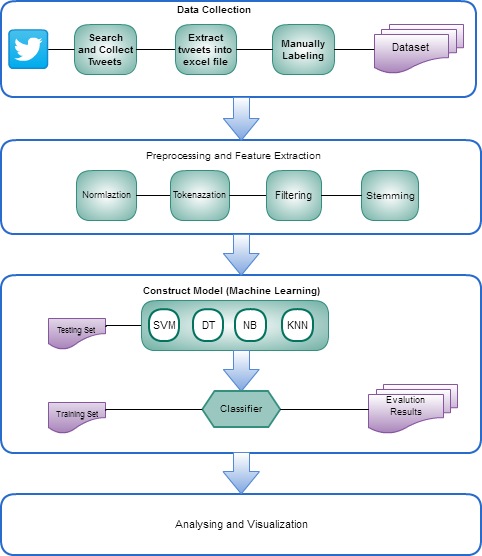 Data Collection
Search
and Collect
Tweets
Extract
tweets into
excel file
Manually
Labeling
Dataset
Preprocessing and Feature Extraction
Normlaztion
Tokenazation
Filtering
Stemming
Construct Model (Machine Learning)
SVM
DT
NB
KNN
Testing Set
Training Set
Classifier
Evalution
Results
Analysing and Visualization